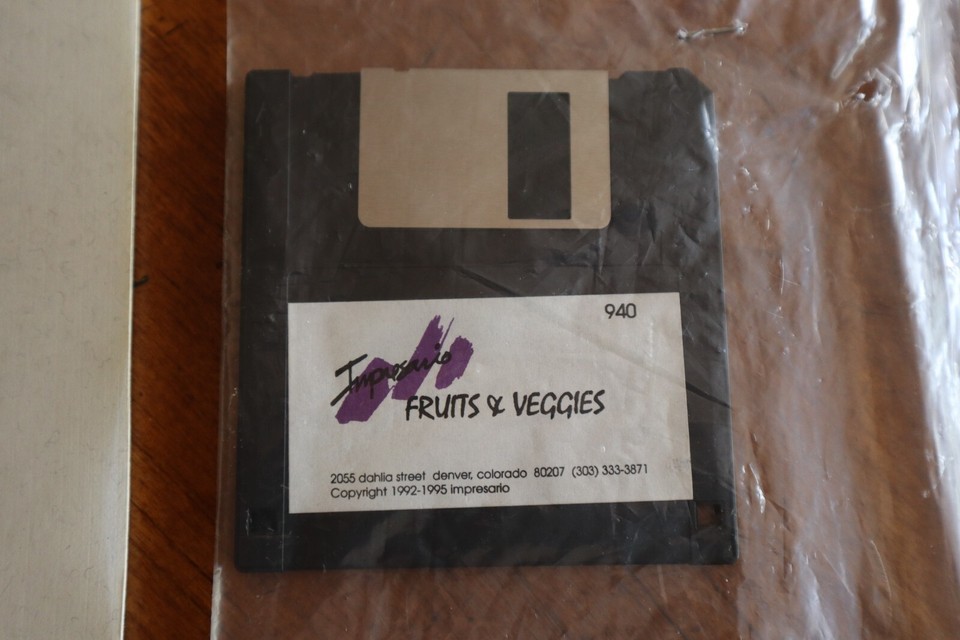 940
Impresario
FRUITS & VEGGIES
2055 dahlia street denver, colorado 80207 (303) 333-3871
Copyright 1992-1995 impresario